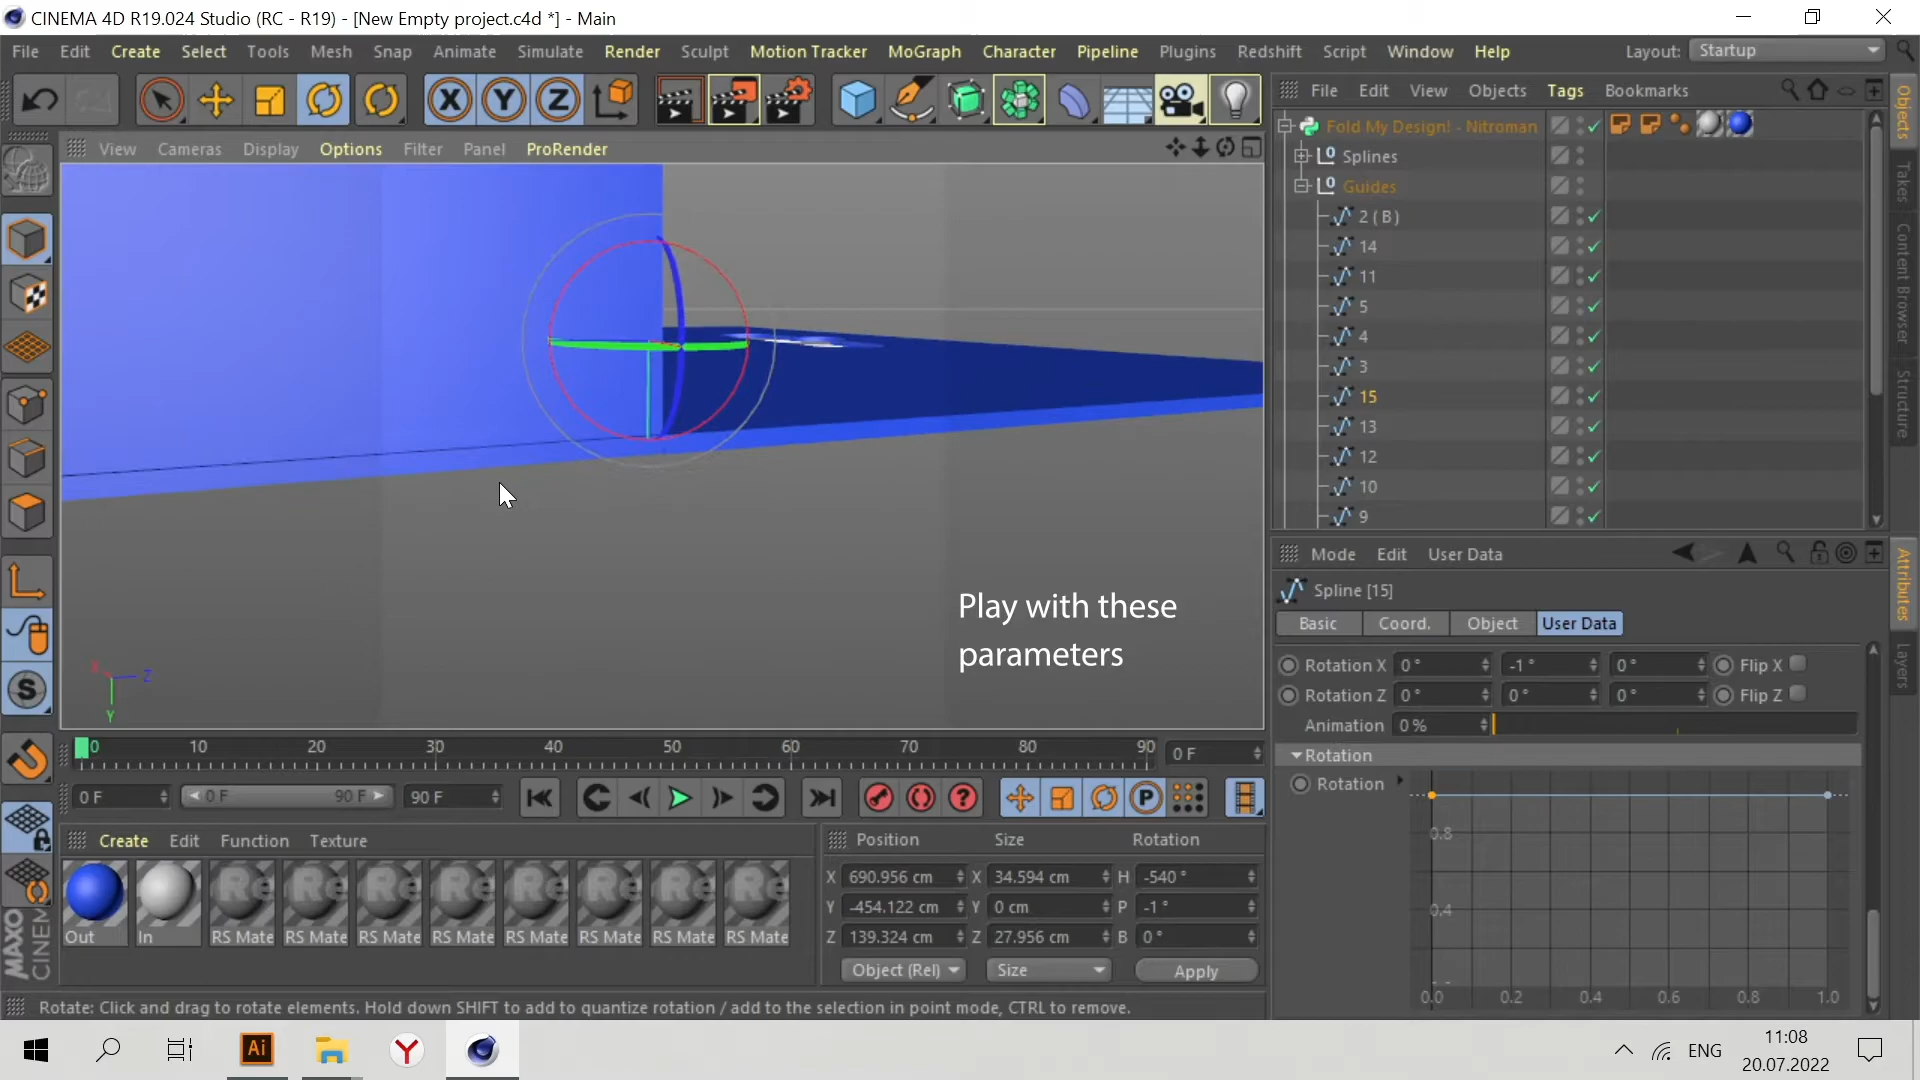 CINEMA 4D R19.024 Studio (RC - R19) - [New Empty project.c4d *] - Main
File Edit Create Select Tools Mesh Snap Animate Simulate Render Sculpt Motion Tracker MoGraph Character Pipeline Plugins Redshift Script Window Help Layout: Startup
X Y Z
File Edit View Objects Tags Bookmarks
View Cameras Display Options Filter Panel ProRender
Fold My Design! - Nitroman
Splines
Guides
2 ( B )
14
11
5
4
3
15
13
12
10
9
Objects
Takes
Content Browser
Structure
Play with these
parameters
X Z
Y
Mode Edit User Data
Spline [15]
Basic Coord. Object User Data
Rotation X 0 ° -1 ° 0 ° Flip X
Rotation Z 0 ° 0 ° 0 ° Flip Z
Animation 0 %
Rotation
Rotation
0.8
0.4
0.0 0.2 0.4 0.6 0.8 1.0
Attributes
Layers
0 10 20 30 40 50 60 70 80 90 0 F
0 F 0 F 90 F 90 F
Create Edit Function Texture
Out In RS Mate RS Mate RS Mate RS Mate RS Mate RS Mate RS Mate RS Mate
Position Size Rotation
X 690.956 cm X 34.594 cm H -540 °
Y -454.122 cm Y 0 cm P -1 °
Z 139.324 cm Z 27.956 cm B 0 °
Object (Rel) Size Apply
MAXO
CINEM
Rotate: Click and drag to rotate elements. Hold down SHIFT to add to quantize rotation / add to the selection in point mode, CTRL to remove.
Ai
ENG
11:08
20.07.2022